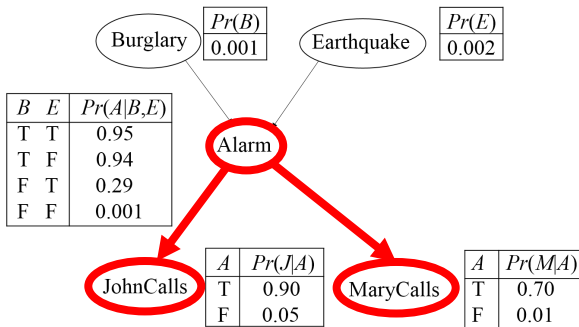 Burglary
Pr(B)
0.001
Earthquake
Pr(E)
0.002
B E Pr(A|B,E)
T T 0.95
T F 0.94
F T 0.29
F F 0.001
Alarm
JohnCalls
A Pr(J|A)
T 0.90
F 0.05
MaryCalls
A Pr(M|A)
T 0.70
F 0.01